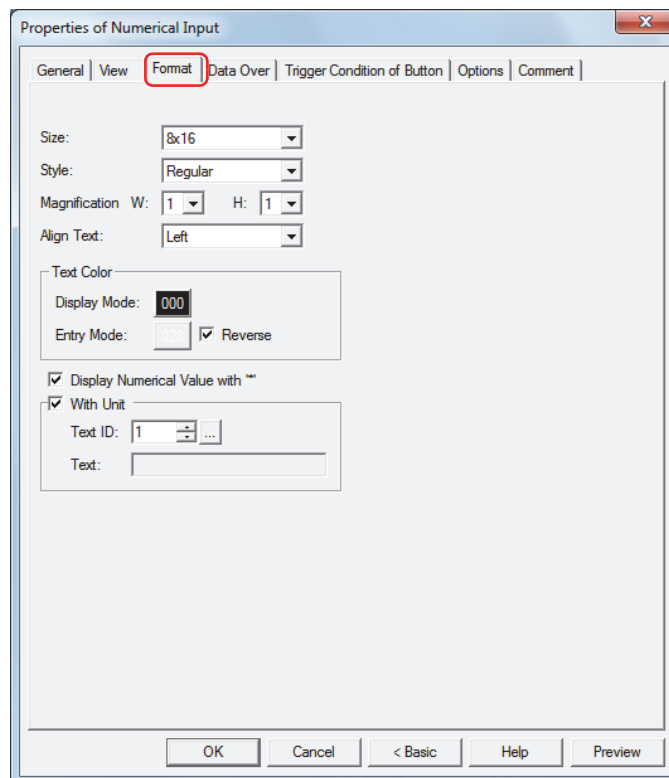 Properties of Numerical Input
General View Format Data Over Trigger Condition of Button Options Comment
Size: 8x16
Style: Regular
Magnification W: 1 H: 1
Align Text: Left
Text Color
Display Mode: 000
Entry Mode: 028 Reverse
Display Numerical Value with "*"
With Unit
Text ID: 1 ...
Text:
OK Cancel < Basic Help Preview